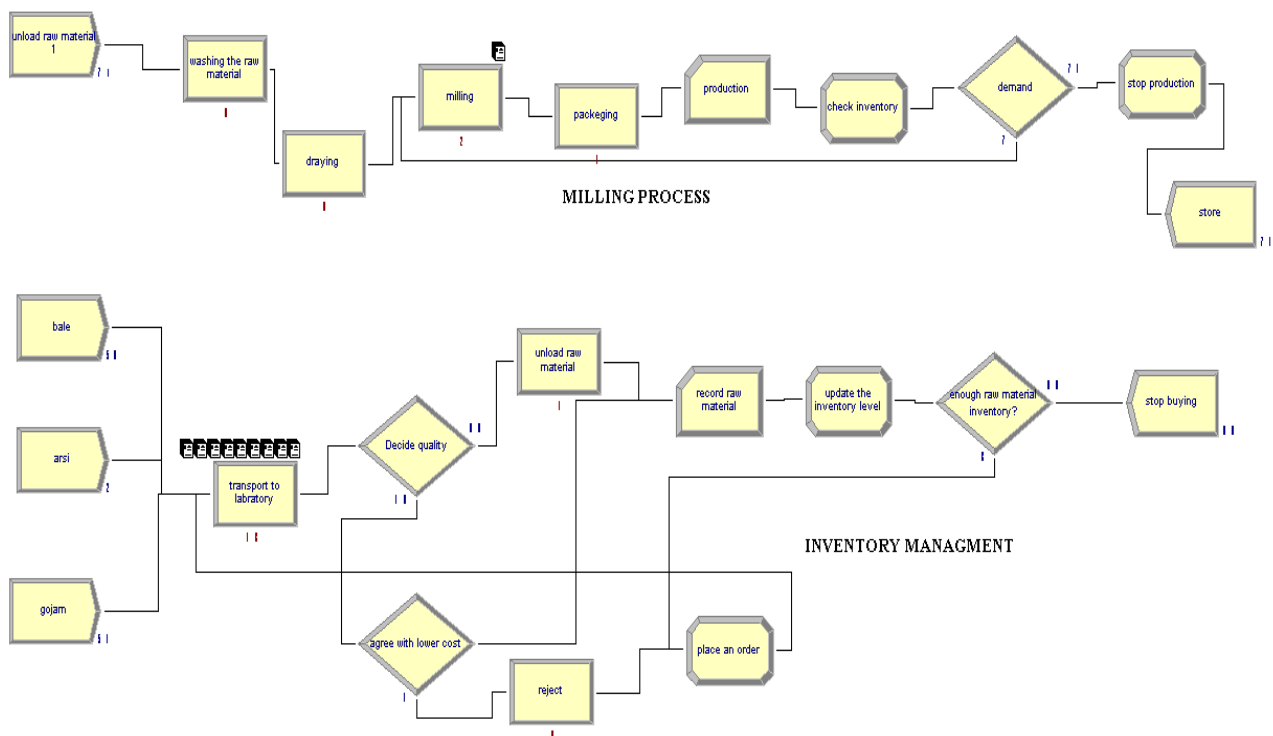 unload raw material
1
washing the raw
material
draying
milling
2
packeging
production
check inventory
demand
stop production
store
MILLING PROCESS
bale
arsi
2
gojam
transport to
labratory
Decide quality
unload raw
material
record raw
material
update the
inventory level
enough raw material
inventory?
stop buying
agree with lower cost
reject
place an order
INVENTORY MANAGMENT